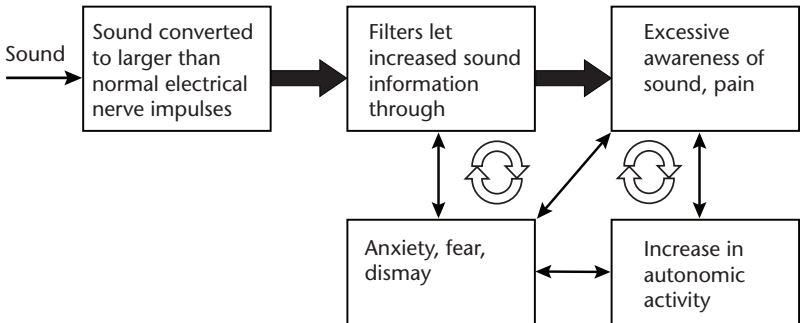 Sound
Sound converted
to larger than
normal electrical
nerve impulses
Filters let
increased sound
information
through
Excessive
awareness of
sound, pain
Anxiety, fear,
dismay
Increase in
autonomic
activity